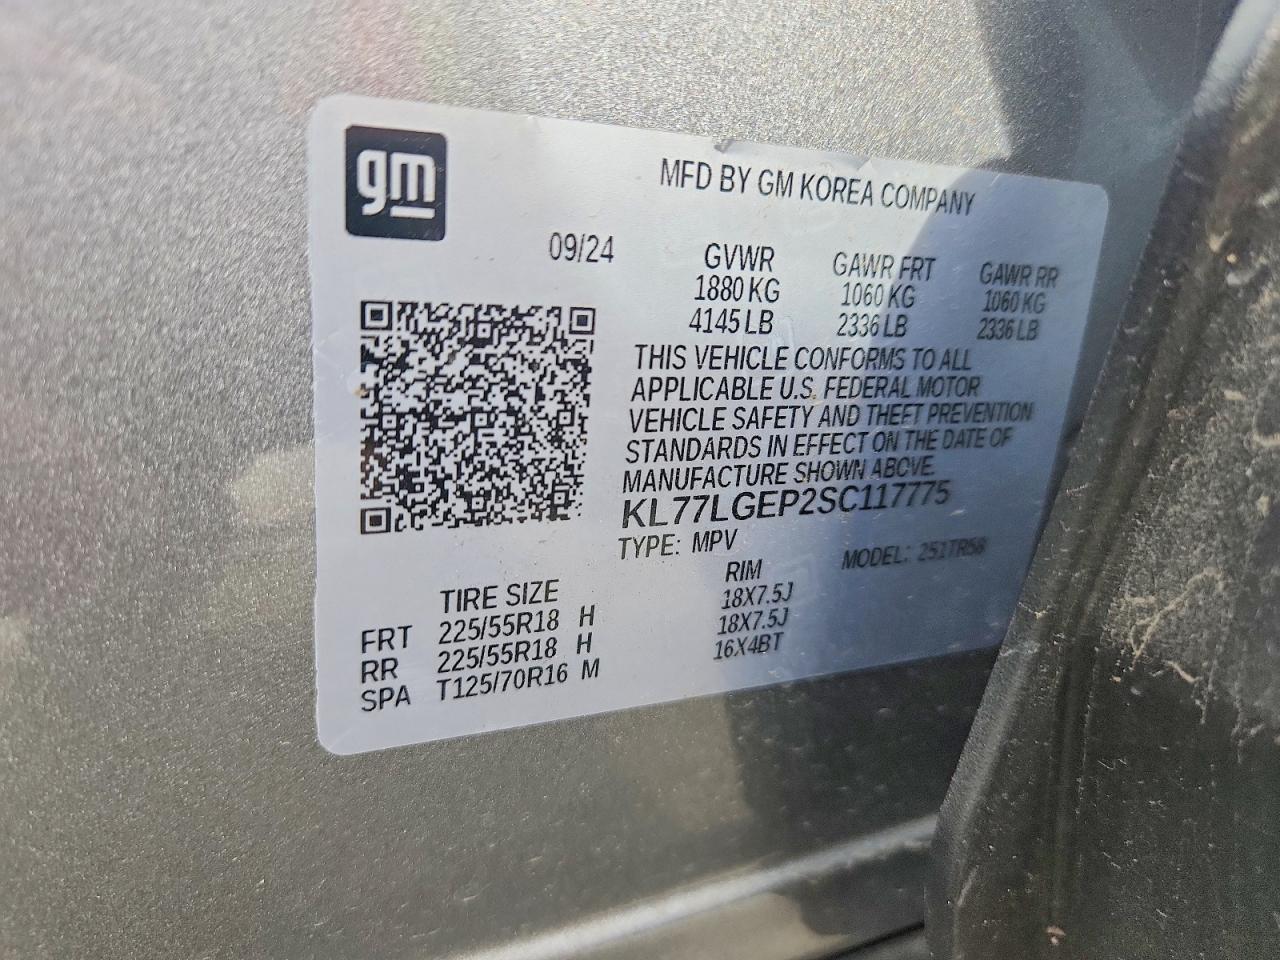 gm
MFD BY GM KOREA COMPANY
09/24
GVWR GAWR FRT GAWR RR
1880 KG 1060 KG 1060 KG
4145 LB 2336 LB 2336 LB
THIS VEHICLE CONFORMS TO ALL
APPLICABLE U.S. FEDERAL MOTOR
VEHICLE SAFETY AND THEFT PREVENTION
STANDARDS IN EFFECT ON THE DATE OF
MANUFACTURE SHOWN ABOVE.
KL77LGEP2SC117775
TYPE: MPV MODEL: 251TR58
TIRE SIZE RIM
FRT 225/55R18 H 18X7.5J
RR 225/55R18 H 18X7.5J
SPA T125/70R16 M 16X4BT